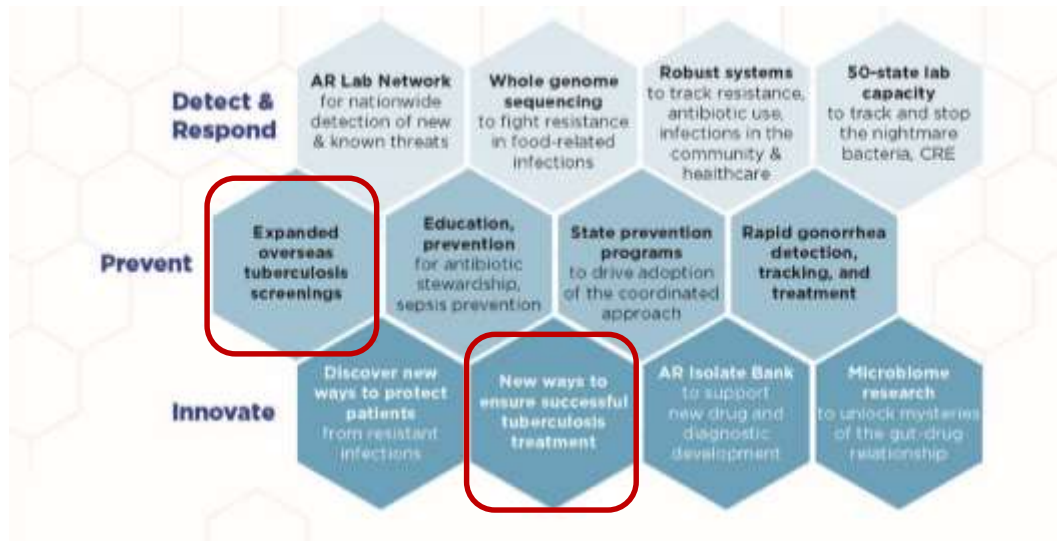 Detect &
Respond
AR Lab Network
for nationwide
detection of new
& known threats
Whole genome
sequencing
to fight resistance
in food-related
infections
Robust systems
to track resistance,
antibiotic use,
infections in the
community &
healthcare
50-state lab
capacity
to track and stop
the nightmare
bacteria, CRE
Prevent
Expanded
overseas
tuberculosis
screenings
Education,
prevention
for antibiotic
stewardship,
sepsis prevention
State prevention
programs
to drive adoption
of the coordinated
approach
Rapid gonorrhea
detection,
tracking, and
treatment
Innovate
Discover new
ways to protect
patients
from resistant
infections
New ways to
ensure successful
tuberculosis
treatment
AR Isolate Bank
to support
new drug and
diagnostic
development
Microbiome
research
to unlock mysteries
of the gut-drug
relationship